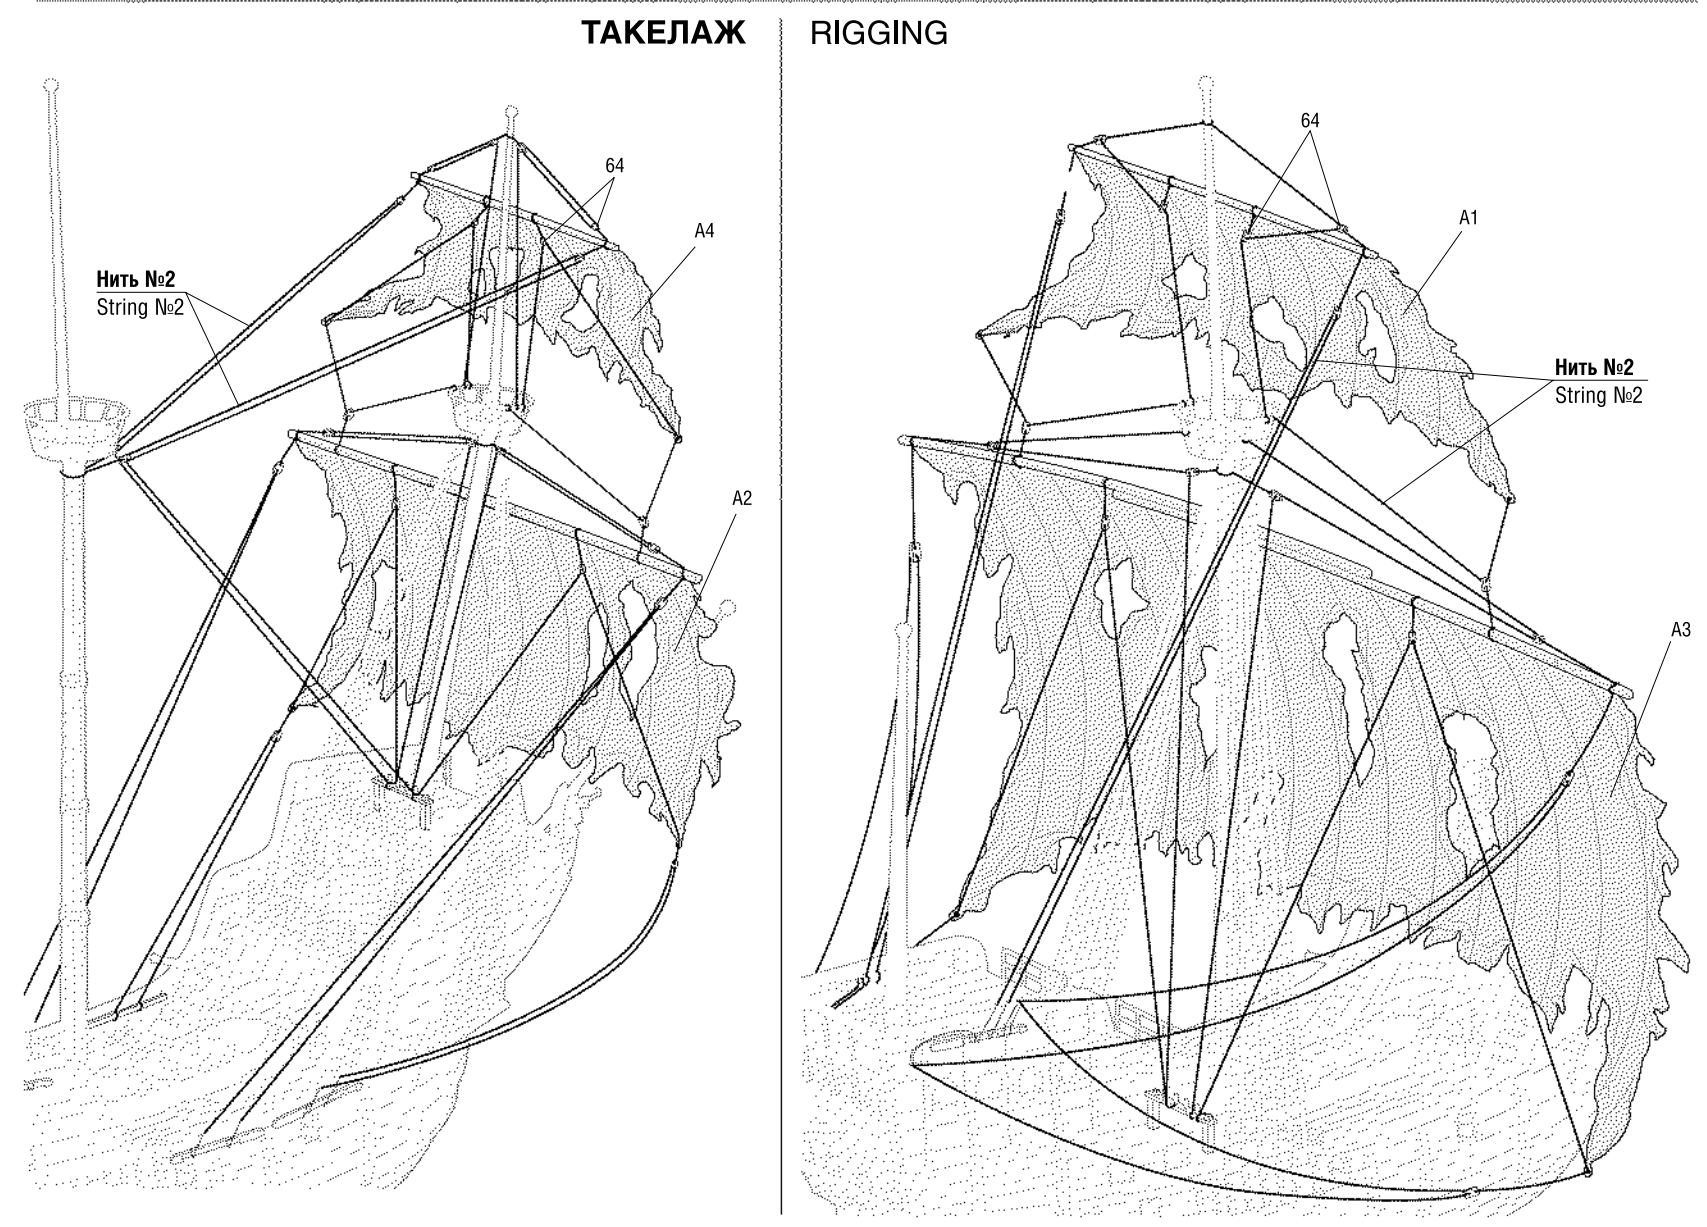 ТАКЕЛАЖ
RIGGING
64
A4
Нить №2
String №2
A2
64
A1
Нить №2
String №2
A3